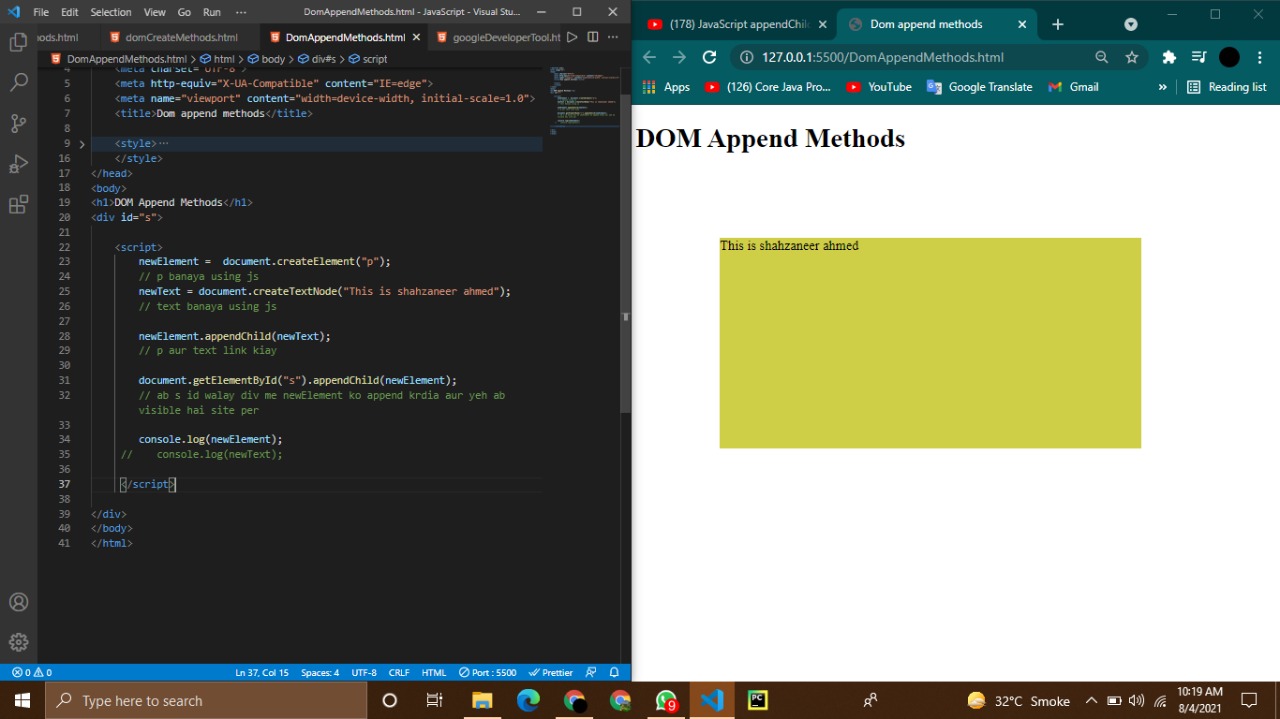 File Edit Selection View Go Run ··· DomAppendMethods.html - JavaScript - Visual Stu...
ods.html domCreateMethods.html DomAppendMethods.html googleDeveloperTool.ht ···
DomAppendMethods.html > html > body > div#s > script
4 <meta charset="UTF-8">
5 <meta http-equiv="X-UA-Compatible" content="IE=edge">
6 <meta name="viewport" content="width=device-width, initial-scale=1.0">
7 <title>Dom append methods</title>
8
9 <style>···
16 </style>
17 </head>
18 <body>
19 <h1>DOM Append Methods</h1>
20 <div id="s">
21
22 <script>
23 newElement =  document.createElement("p");
24 // p banaya using js
25 newText = document.createTextNode("This is shahzaneer ahmed");
26 // text banaya using js
27
28 newElement.appendChild(newText);
29 // p aur text link kiay
30
31 document.getElementById("s").appendChild(newElement);
32 // ab s id walay div me newElement ko append krdia aur yeh ab
visible hai site per
33
34 console.log(newElement);
35 //    console.log(newText);
36
37 </script>
38
39 </div>
40 </body>
41 </html>
0 0 Ln 37, Col 15 Spaces: 4 UTF-8 CRLF HTML Port : 5500 Prettier
(178) JavaScript appendChil Dom append methods
127.0.0.1:5500/DomAppendMethods.html
Apps (126) Core Java Pro... YouTube Google Translate Gmail » Reading list
DOM Append Methods
This is shahzaneer ahmed
Type here to search 9 PC 32°C Smoke 10:19 AM
8/4/2021